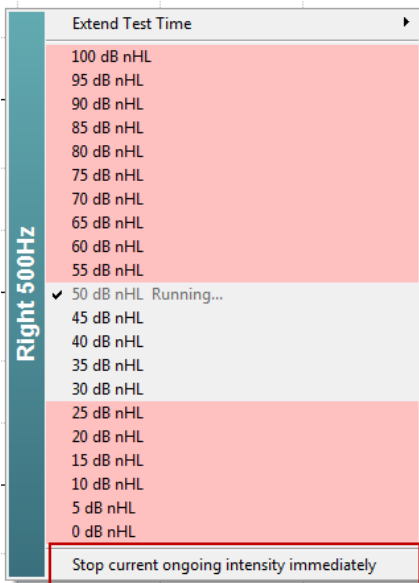 Extend Test Time
100 dB nHL
95 dB nHL
90 dB nHL
85 dB nHL
80 dB nHL
75 dB nHL
70 dB nHL
65 dB nHL
60 dB nHL
55 dB nHL
50 dB nHL Running...
45 dB nHL
40 dB nHL
35 dB nHL
30 dB nHL
25 dB nHL
20 dB nHL
15 dB nHL
10 dB nHL
5 dB nHL
0 dB nHL
Stop current ongoing intensity immediately
Right 500Hz